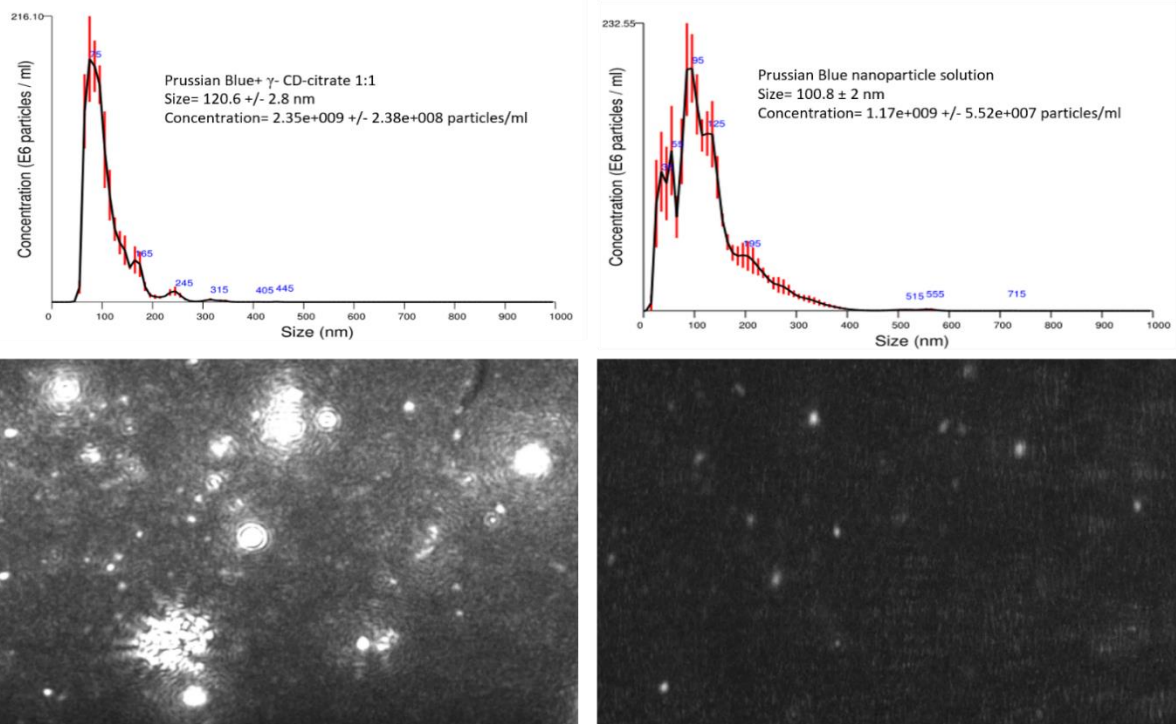 216.10
Concentration (E6 particles / ml)
75
165
245
315
405
445
Prussian Blue+ γ- CD-citrate 1:1
Size= 120.6 +/- 2.8 nm
Concentration= 2.35e+009 +/- 2.38e+008 particles/ml
0 100 200 300 400 500 600 700 800 900 1000
Size (nm)
232.55
Concentration (E6 particles / ml)
55
95
125
195
515
555
715
Prussian Blue nanoparticle solution
Size= 100.8 ± 2 nm
Concentration= 1.17e+009 +/- 5.52e+007 particles/ml
0 100 200 300 400 500 600 700 800 900 1000
Size (nm)